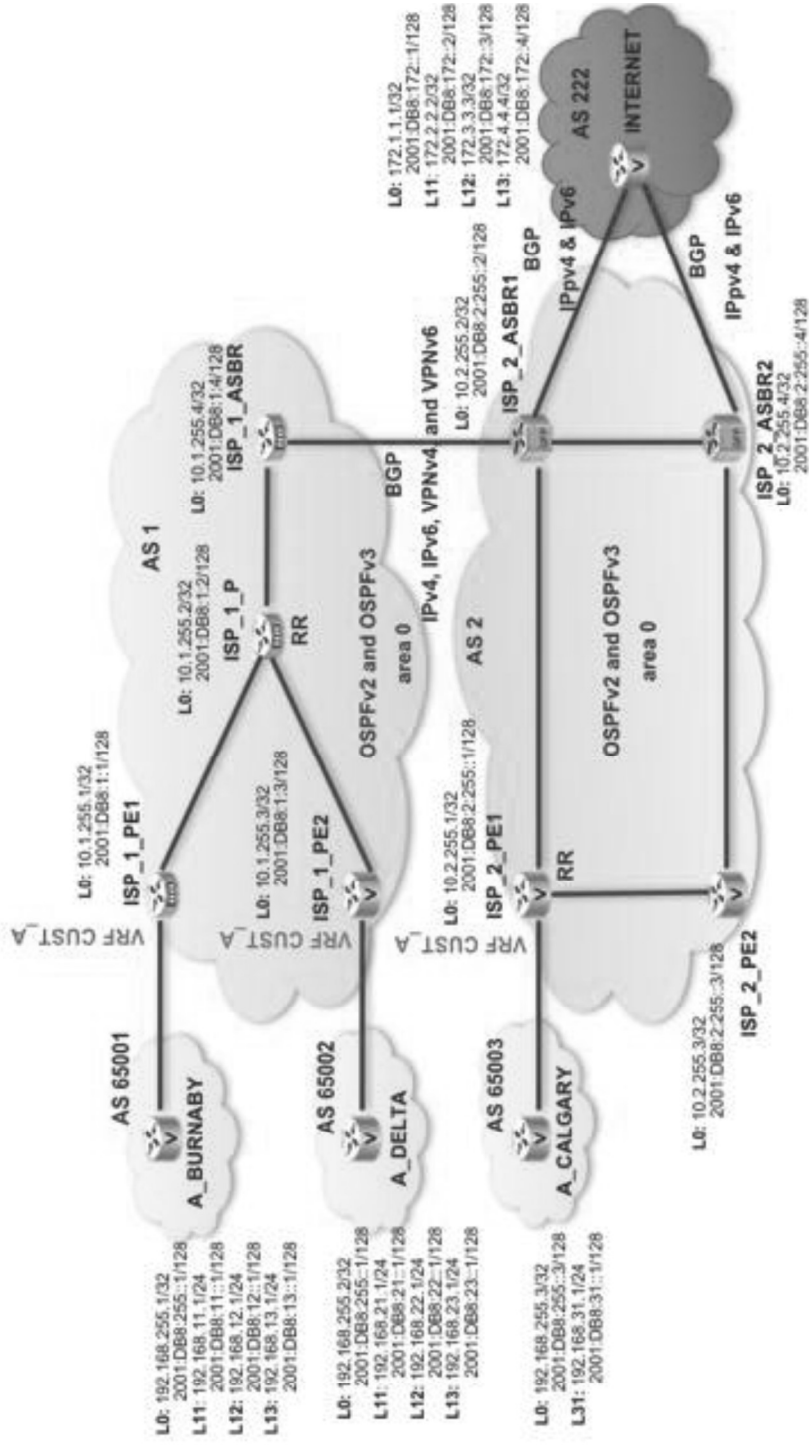 L0: 192.168.255.1/32
2001:DB8:255::1/128
L11: 192.168.11.1/24
2001:DB8:11::1/128
L12: 192.168.12.1/24
2001:DB8:12::1/128
L13: 192.168.13.1/24
2001:DB8:13::1/128
AS 65001
A_BURNABY
VRF CUST_A
L0: 10.1.255.1/32
2001:DB8:1:1/128
ISP_1_PE1
L0: 10.1.255.2/32
2001:DB8:1:2/128
ISP_1_P
RR
AS 1
L0: 10.1.255.4/32
2001:DB8:1:4/128
ISP_1_ASBR
L0: 192.168.255.2/32
2001:DB8:255::1/128
L11: 192.168.21.1/24
2001:DB8:21::1/128
L12: 192.168.22.1/24
2001:DB8:22::1/128
L13: 192.168.23.1/24
2001:DB8:23::1/128
AS 65002
A_DELTA
VRF CUST_A
L0: 10.1.255.3/32
2001:DB8:1:3/128
ISP_1_PE2
OSPFv2 and OSPFv3
area 0
BGP
IPv4, IPv6, VPNv4, and VPNv6
L0: 192.168.255.3/32
2001:DB8:255::3/128
L31: 192.168.31.1/24
2001:DB8:31::1/128
AS 65003
A_CALGARY
VRF CUST_A
L0: 10.2.255.1/32
2001:DB8:2:255::1/128
ISP_2_PE1
RR
AS 2
L0: 10.2.255.2/32
2001:DB8:2:255::2/128
ISP_2_ASBR1
BGP
IPpv4 & IPv6
OSPFv2 and OSPFv3
area 0
L0: 10.2.255.3/32
2001:DB8:2:255::3/128
ISP_2_PE2
ISP_2_ASBR2
L0: 10.2.255.4/32
2001:DB8:2:255::4/128
BGP
IPpv4 & IPv6
L0: 172.1.1.1/32
2001:DB8:172::1/128
L11: 172.2.2.2/32
2001:DB8:172::2/128
L12: 172.3.3.3/32
2001:DB8:172::3/128
L13: 172.4.4.4/32
2001:DB8:172::4/128
AS 222
INTERNET